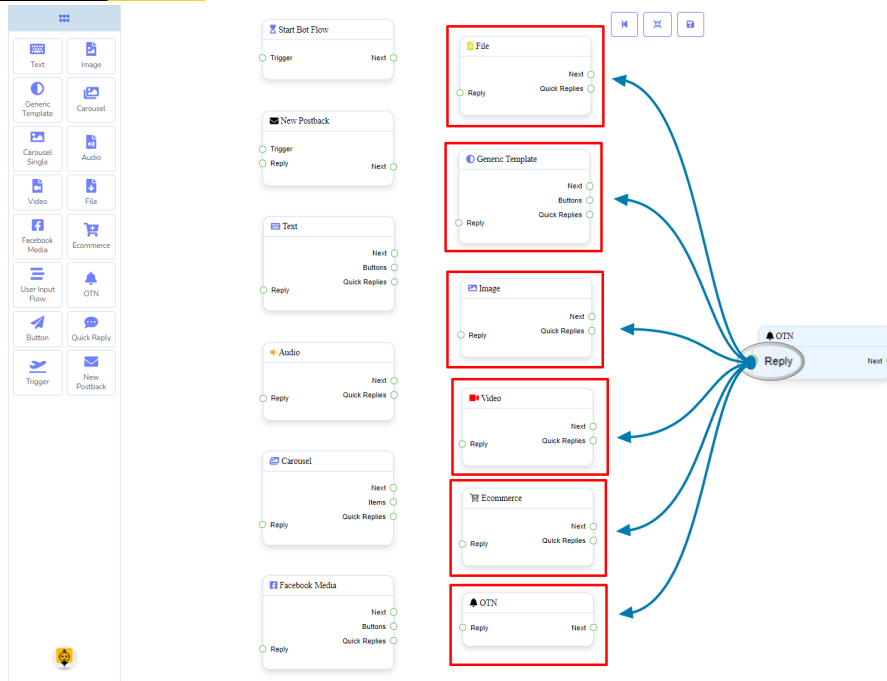 Text
Image
Generic
Template
Carousel
Carousel
Single
Audio
Video
File
Facebook
Media
Ecommerce
User Input
Flow
OTN
Button
Quick Reply
Trigger
New
Postback
Start Bot Flow
Trigger
Next
New Postback
Trigger
Reply
Next
Text
Next
Buttons
Quick Replies
Reply
Audio
Next
Quick Replies
Reply
Carousel
Next
Items
Quick Replies
Reply
Facebook Media
Next
Buttons
Quick Replies
Reply
File
Next
Quick Replies
Reply
Generic Template
Next
Buttons
Quick Replies
Reply
Image
Next
Quick Replies
Reply
Video
Next
Quick Replies
Reply
Ecommerce
Next
Quick Replies
Reply
OTN
Reply
Next
OTN
Reply
Next